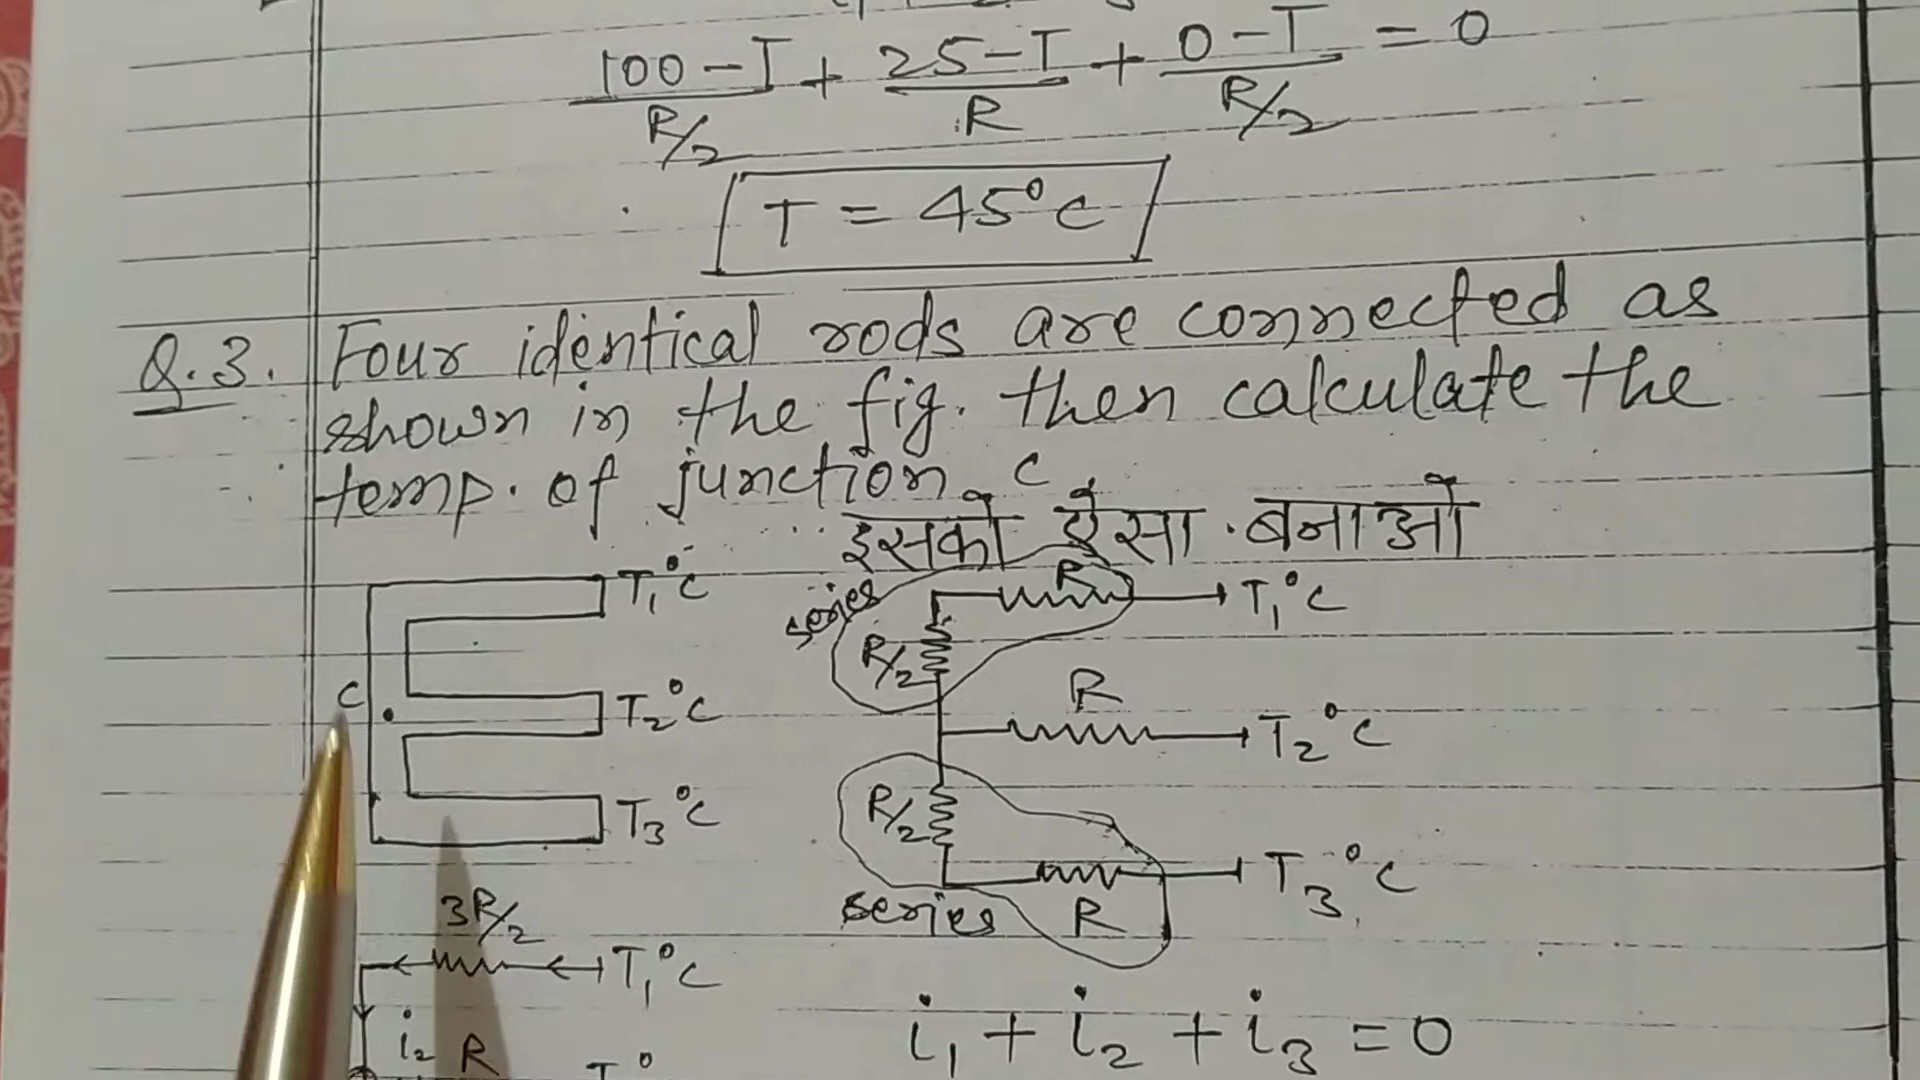 100-T/R/2 + 25-T/R + 0-T/R/2 = 0
T = 45°C
Q.3. Four identical rods are connected as
shown in the fig. then calculate the
temp. of junction C
इसको ऐसा बनाओ
T₁°C
C
T₂°C
T₃°C
series
R
T₁°C
R/2
R
T₂°C
R/2
T₃°C
series
R
3R/2
T₁°C
i₂
R
i₁ + i₂ + i₃ = 0